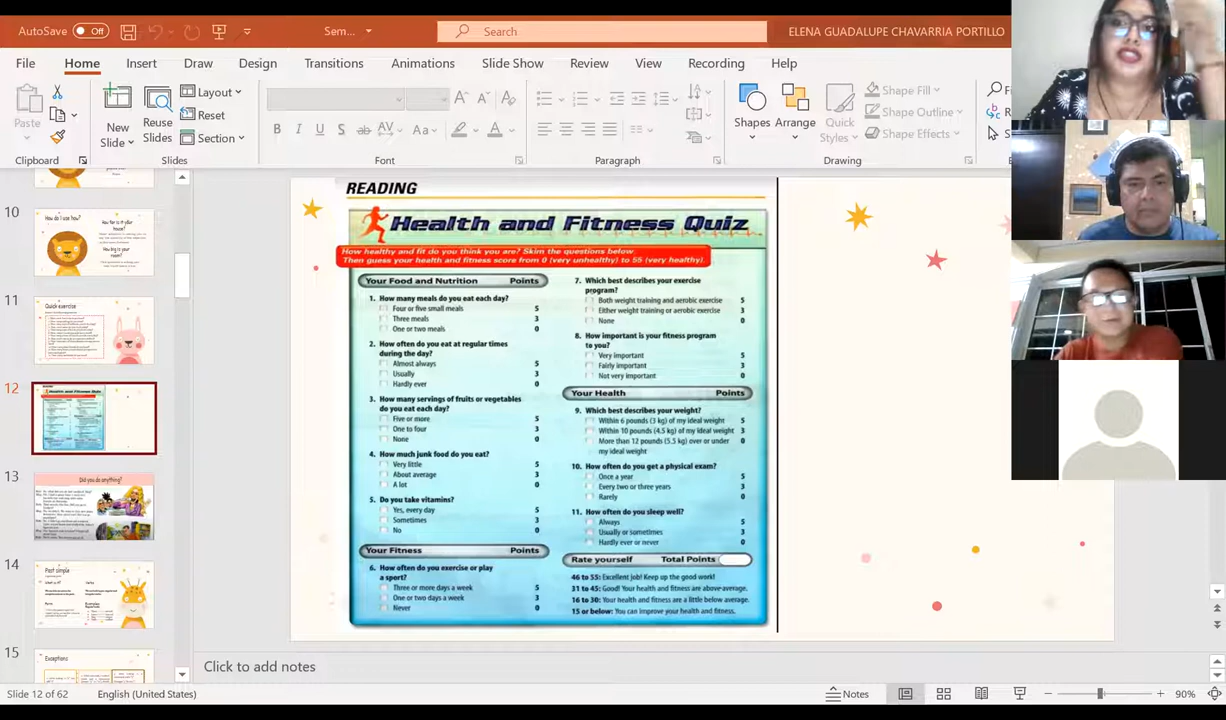 AutoSave Off
Sem...
Search
ELENA GUADALUPE CHAVARRIA PORTILLO
File Home Insert Draw Design Transitions Animations Slide Show Review View Recording Help
Paste
New Slide
Reuse Slides
Layout
Reset
Section
Shapes
Arrange
Quick Styles
Shape Fill
Shape Outline
Shape Effects
Clipboard Slides Font Paragraph Drawing
10
How do I use how?
11
Quick exercise
12
13
Did you do anything?
14
Past simple
15
Exceptions
READING
Health and Fitness Quiz
How healthy and fit do you think you are? Skim the questions below.
Then guess your health and fitness score from 0 (very unhealthy) to 55 (very healthy).
Your Food and Nutrition Points
1. How many meals do you eat each day?
Four or five small meals 5
Three meals 3
One or two meals 0
2. How often do you eat at regular times
during the day?
Almost always 5
Usually 3
Hardly ever 0
3. How many servings of fruits or vegetables
do you eat each day?
Five or more 5
One to four 3
None 0
4. How much junk food do you eat?
Very little 5
About average 3
A lot 0
5. Do you take vitamins?
Yes, every day 5
Sometimes 3
No 0
Your Fitness Points
6. How often do you exercise or play
a sport?
Three or more days a week 5
One or two days a week 3
Never 0
7. Which best describes your exercise
program?
Both weight training and aerobic exercise 5
Either weight training or aerobic exercise 3
None 0
8. How important is your fitness program
to you?
Very important 5
Fairly important 3
Not very important 0
Your Health Points
9. Which best describes your weight?
Within 6 pounds (3 kg) of my ideal weight 5
Within 10 pounds (4.5 kg) of my ideal weight 3
More than 12 pounds (5.5 kg) over or under 0
my ideal weight
10. How often do you get a physical exam?
Once a year 5
Every two or three years 3
Rarely 0
11. How often do you sleep well?
Always 5
Usually or sometimes 3
Hardly ever or never 0
Rate yourself Total Points
46 to 55: Excellent job! Keep up the good work!
31 to 45: Good! Your health and fitness are above average.
16 to 30: Your health and fitness are a little below average.
15 or below: You can improve your health and fitness.
Click to add notes
Slide 12 of 62 English (United States) Notes 90%